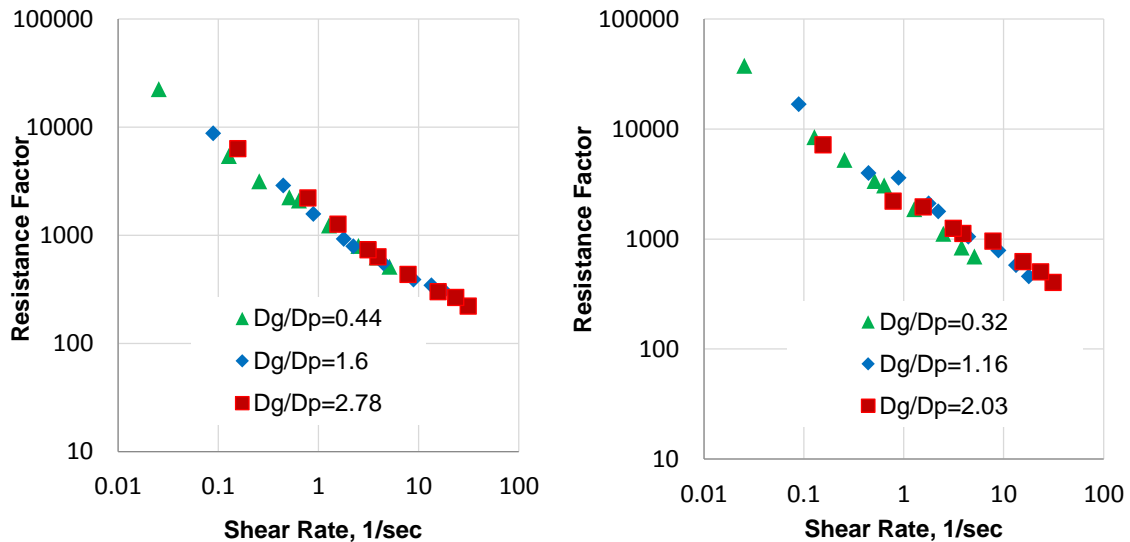 100000
10000
1000
100
10
Resistance Factor
Dg/Dp=0.44
Dg/Dp=1.6
Dg/Dp=2.78
0.01 0.1 1 10 100
Shear Rate, 1/sec
100000
10000
1000
100
10
Resistance Factor
Dg/Dp=0.32
Dg/Dp=1.16
Dg/Dp=2.03
0.01 0.1 1 10 100
Shear Rate, 1/sec